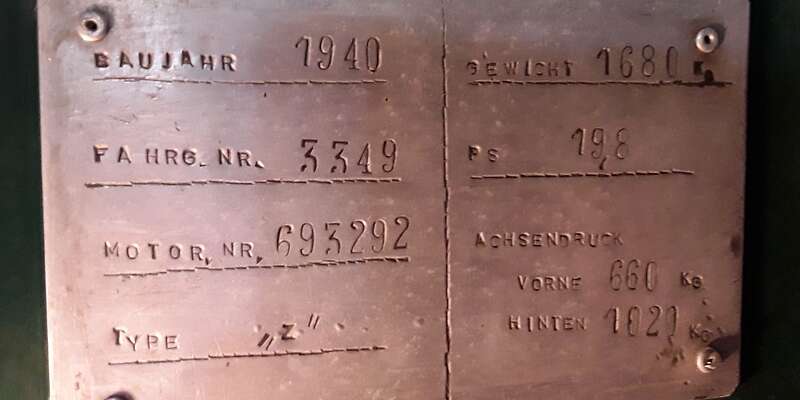 BAUJAHR 1940
FAHRG. NR. 3349
MOTOR, NR, 693292
TYPE „Z"
GEWICHT 1680 KG
PS 19,8
ACHSENDRUCK
VORNE 660 KG
HINTEN 1020 KG